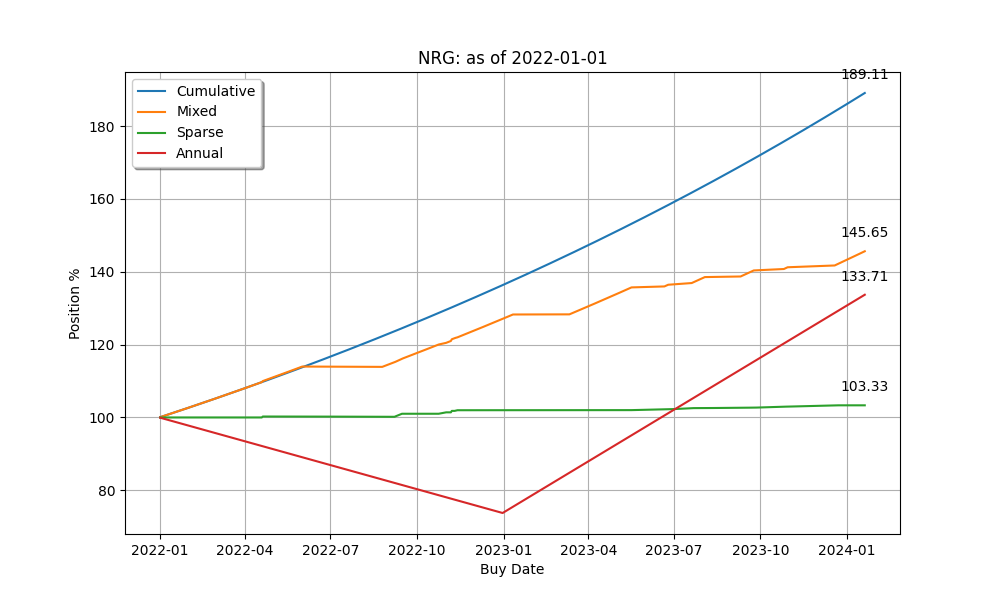 NRG: as of 2022-01-01
189.11
Cumulative
Mixed
Sparse
Annual
180
160
145.65
140
133.71
Position %
120
103.33
100
80
2022-01 2022-04 2022-07 2022-10 2023-01 2023-04 2023-07 2023-10 2024-01
Buy Date